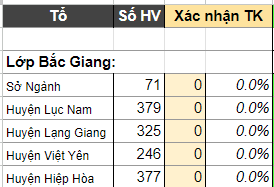 Tổ Số HV Xác nhận TK
Lớp Bắc Giang:
Sở Ngành 71 0 0.0%
Huyện Lục Nam 379 0 0.0%
Huyện Lạng Giang 325 0 0.0%
Huyện Việt Yên 246 0 0.0%
Huyện Hiệp Hòa 377 0 0.0%